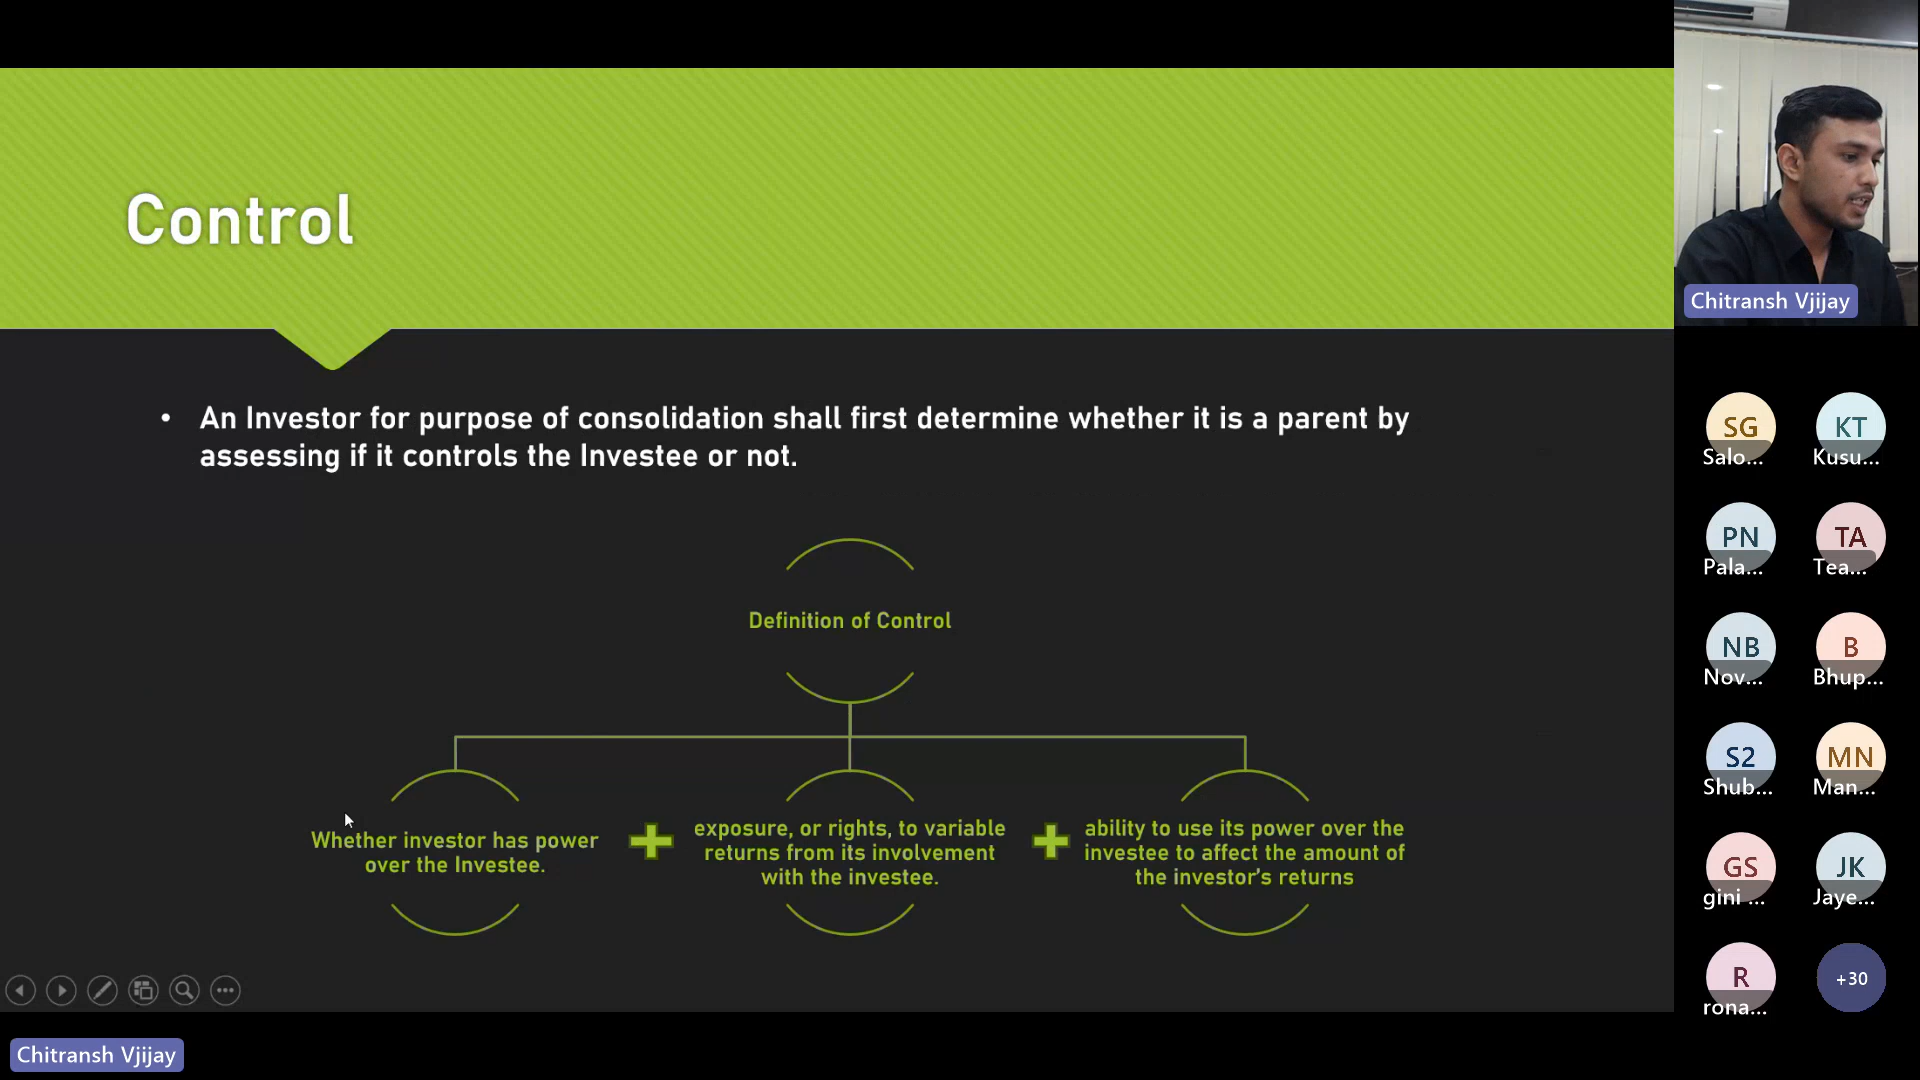 Control
• An Investor for purpose of consolidation shall first determine whether it is a parent by
assessing if it controls the Investee or not.
Definition of Control
Whether investor has power
over the Investee.
exposure, or rights, to variable
returns from its involvement
with the investee.
ability to use its power over the
investee to affect the amount of
the investor's returns
Chitransh Vjijay
SG
Salo...
KT
Kusu...
PN
Pala...
TA
Tea...
NB
Nov...
B
Bhup...
S2
Shub...
MN
Man...
GS
gini ...
JK
Jaye...
R
rona...
+30
Chitransh Vjijay